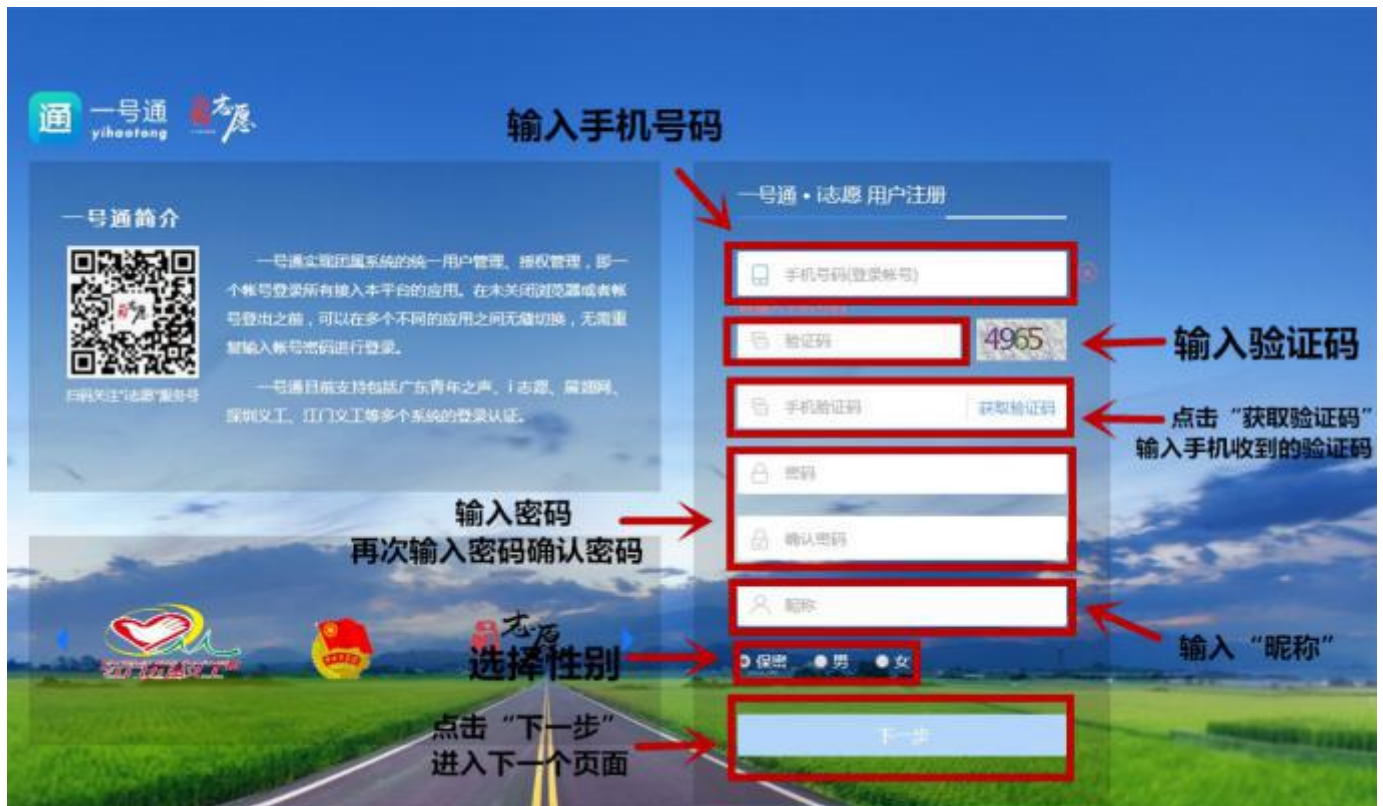 通 一号通
yihaotong
志愿
输入手机号码
一号通简介
一号通实现团属系统的统一用户管理、授权管理，即一
个帐号登录所有接入本平台的应用。在未关闭浏览器或者帐
号登出之前，可以在多个不同的应用之间无缝切换，无需重
复输入帐号密码进行登录。
一号通目前支持包括广东青年之声、i志愿、展翅网、
深圳义工、江门义工等多个系统的登录认证。
扫码关注“i志愿”服务号
一号通•i志愿 用户注册
手机号码(登录帐号)
验证码
4965
输入验证码
手机验证码
获取验证码
点击“获取验证码”
输入手机收到的验证码
密码
确认密码
输入密码
再次输入密码确认密码
昵称
输入“昵称”
志愿
选择性别
保密 男 女
点击“下一步”
进入下一个页面
下一步